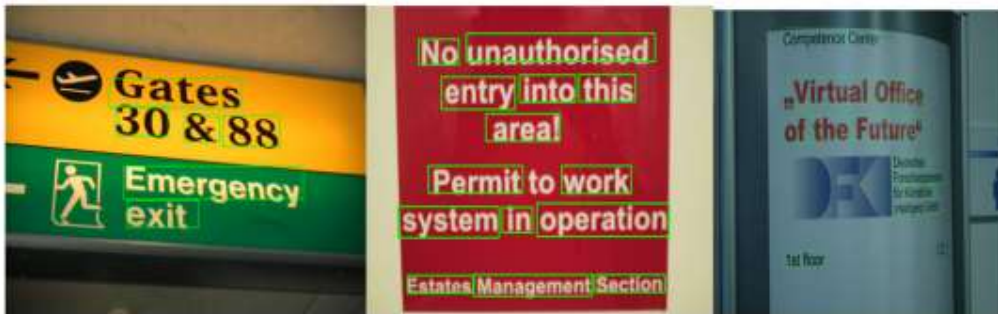 Gates
30 & 88
Emergency
exit
No unauthorised
entry into this
area!
Permit to work
system in operation
Estates Management Section
Competence Center
„Virtual Office
of the Future“
DFK
1st floor